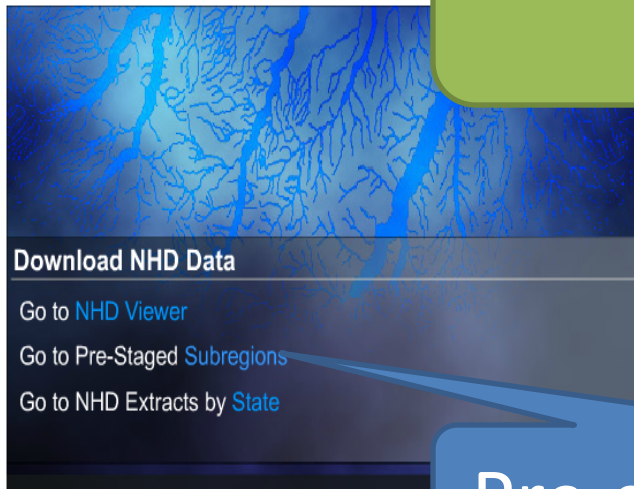 Download NHD Data
Go to NHD Viewer
Go to Pre-Staged Subregions
Go to NHD Extracts by State